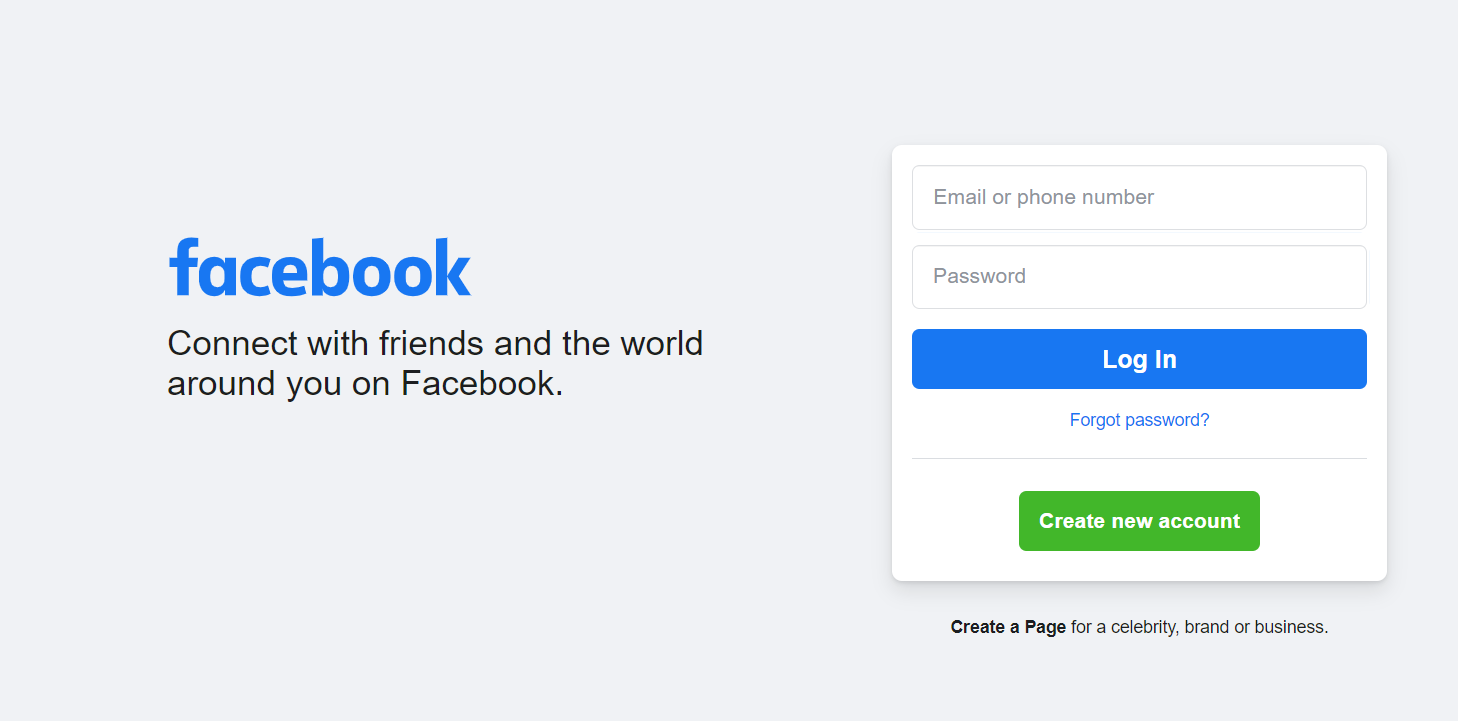 facebook
Connect with friends and the world
around you on Facebook.
Email or phone number
Password
Log In
Forgot password?
Create new account
Create a Page for a celebrity, brand or business.